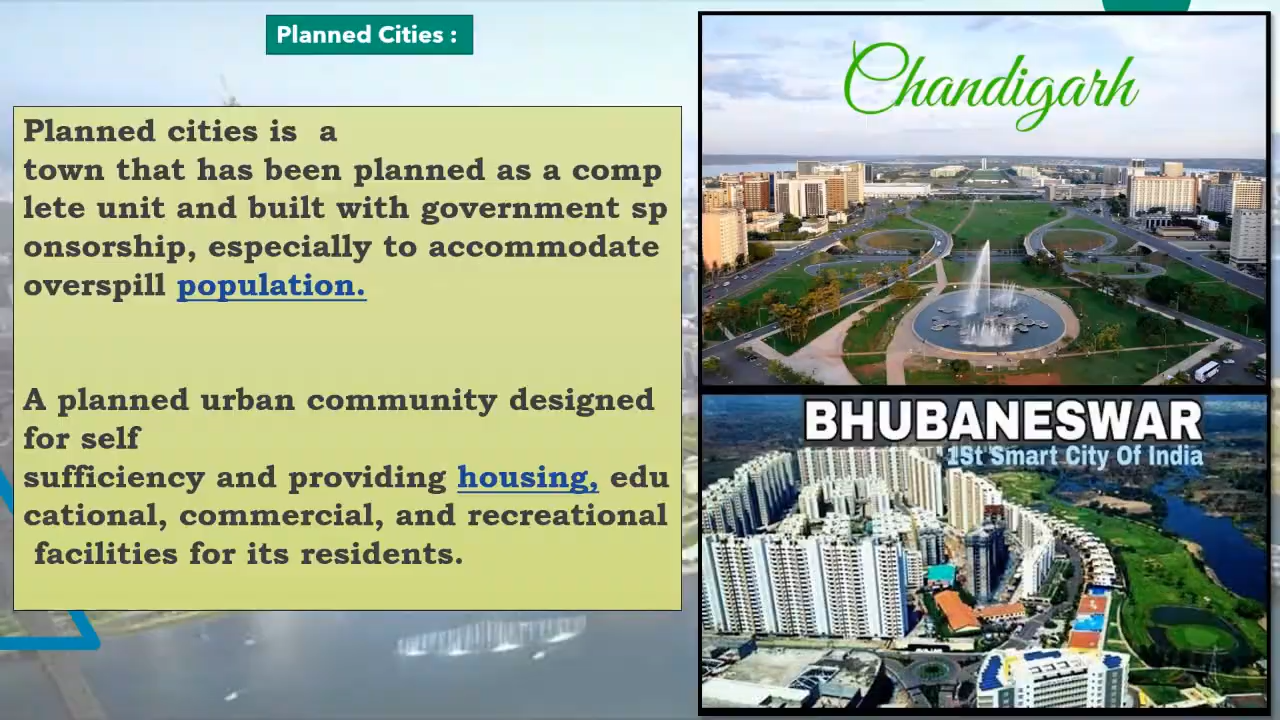 Planned Cities :
Planned cities is  a
town that has been planned as a comp
lete unit and built with government sp
onsorship, especially to accommodate
overspill population.
A planned urban community designed
for self
sufficiency and providing housing, edu
cational, commercial, and recreational
facilities for its residents.
Chandigarh
BHUBANESWAR
1St Smart City Of India